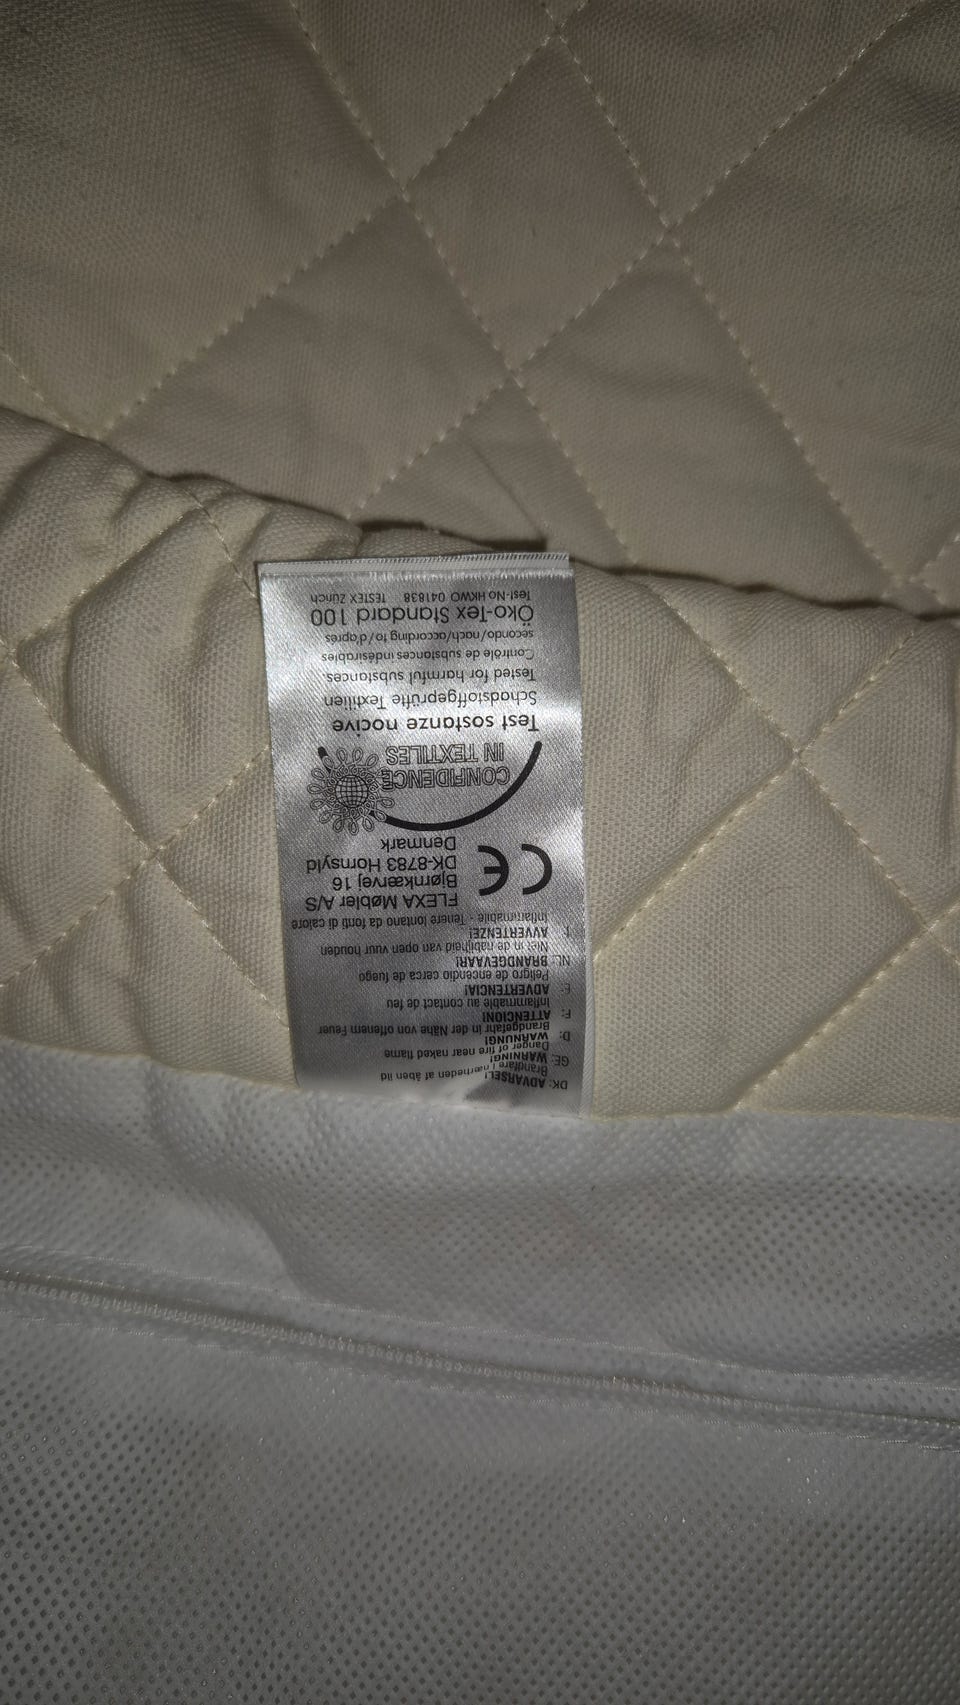 DK: ADVARSEL!
Brandfare i nærheden af åben ild
GE: WARNING!
Danger of fire near naked flame
D: WARNUNG!
Brandgefahr in der Nähe von offenem Feuer
F: ATTENCION!
Inflammable au contact de feu
E: ADVERTENCIA!
Peligro de encendio cerca de fuego
NL: BRANDGEVAAR!
Niet in de nabijheid van open vuur houden
I: AVVERTENZE!
Inflammabile - Tenere lontano da fonti di calore
CE
FLEXA Møbler A/S
Bjørnkærvej 16
DK-8783 Hornsyld
Denmark
CONFIDENCE
IN TEXTILES
Test sostanze nocive
Schadstoffgeprüfte Textilien
Tested for harmful substances.
Contrôle de substances indésirables
secondo/nach/according to/d'apres
Öko-Tex Standard 100
Test-No HKWO 041838 TESTEX Zürich